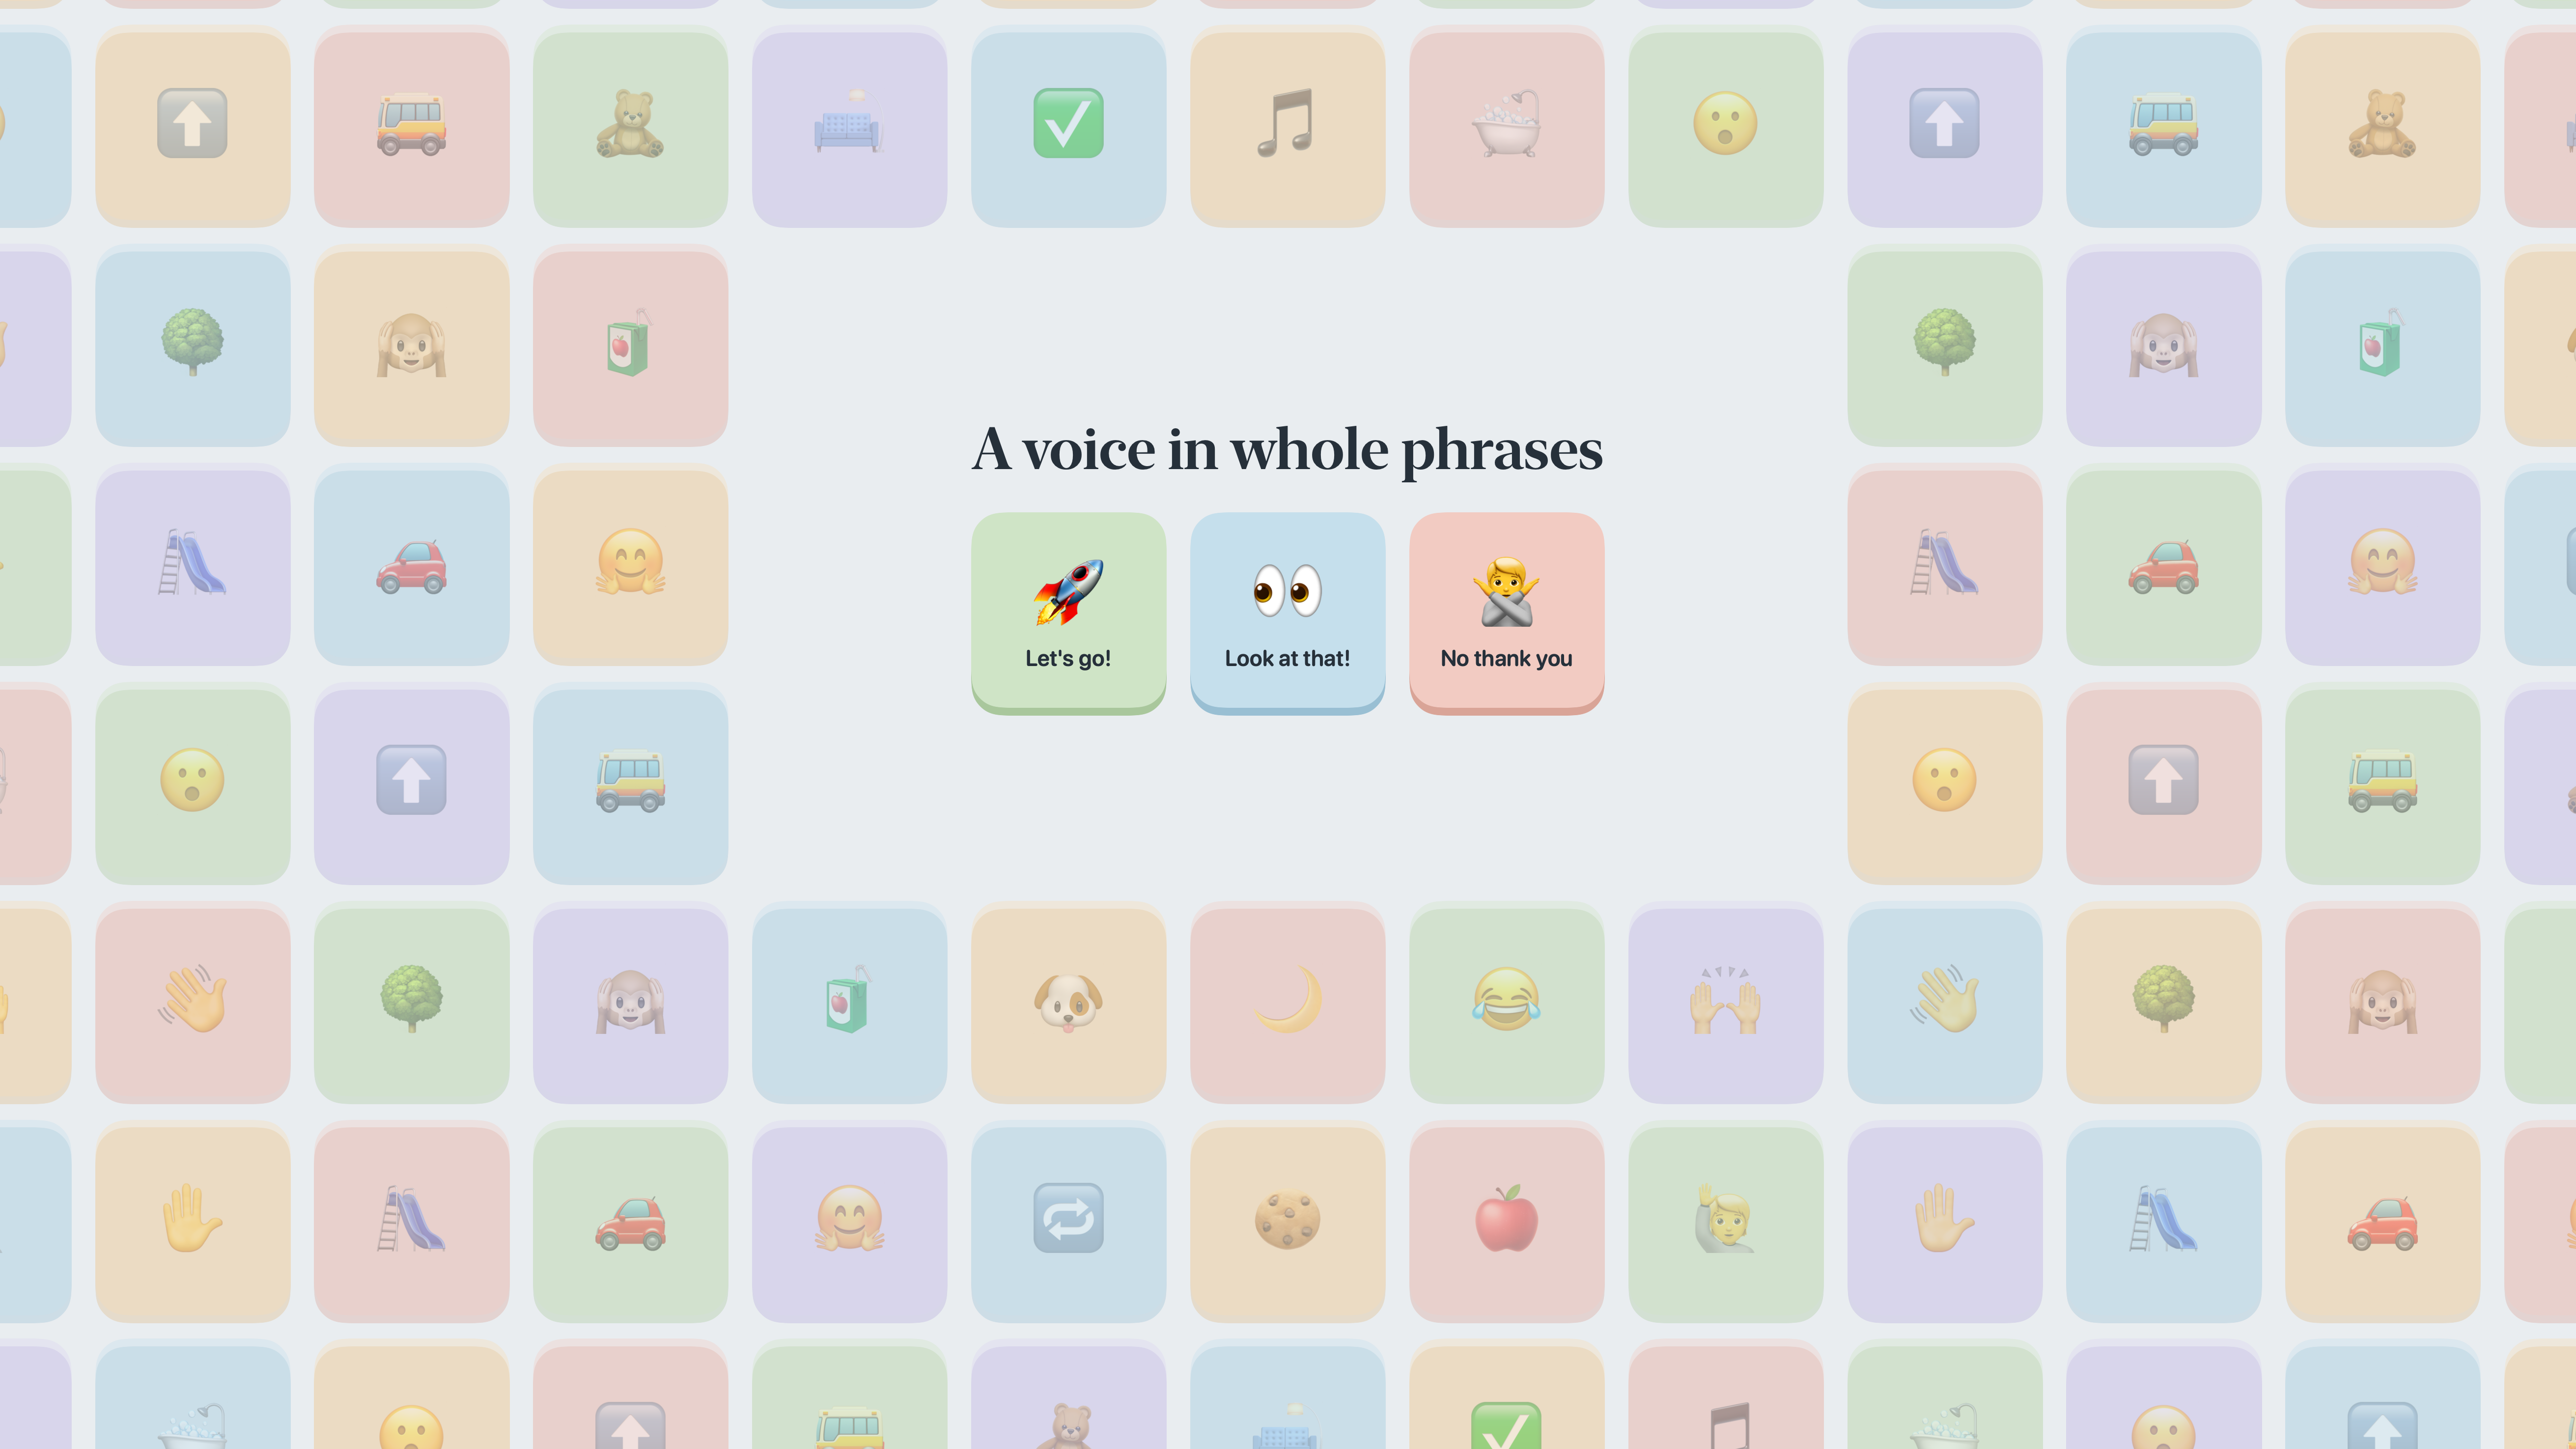 A voice in whole phrases
Let's go!
Look at that!
No thank you